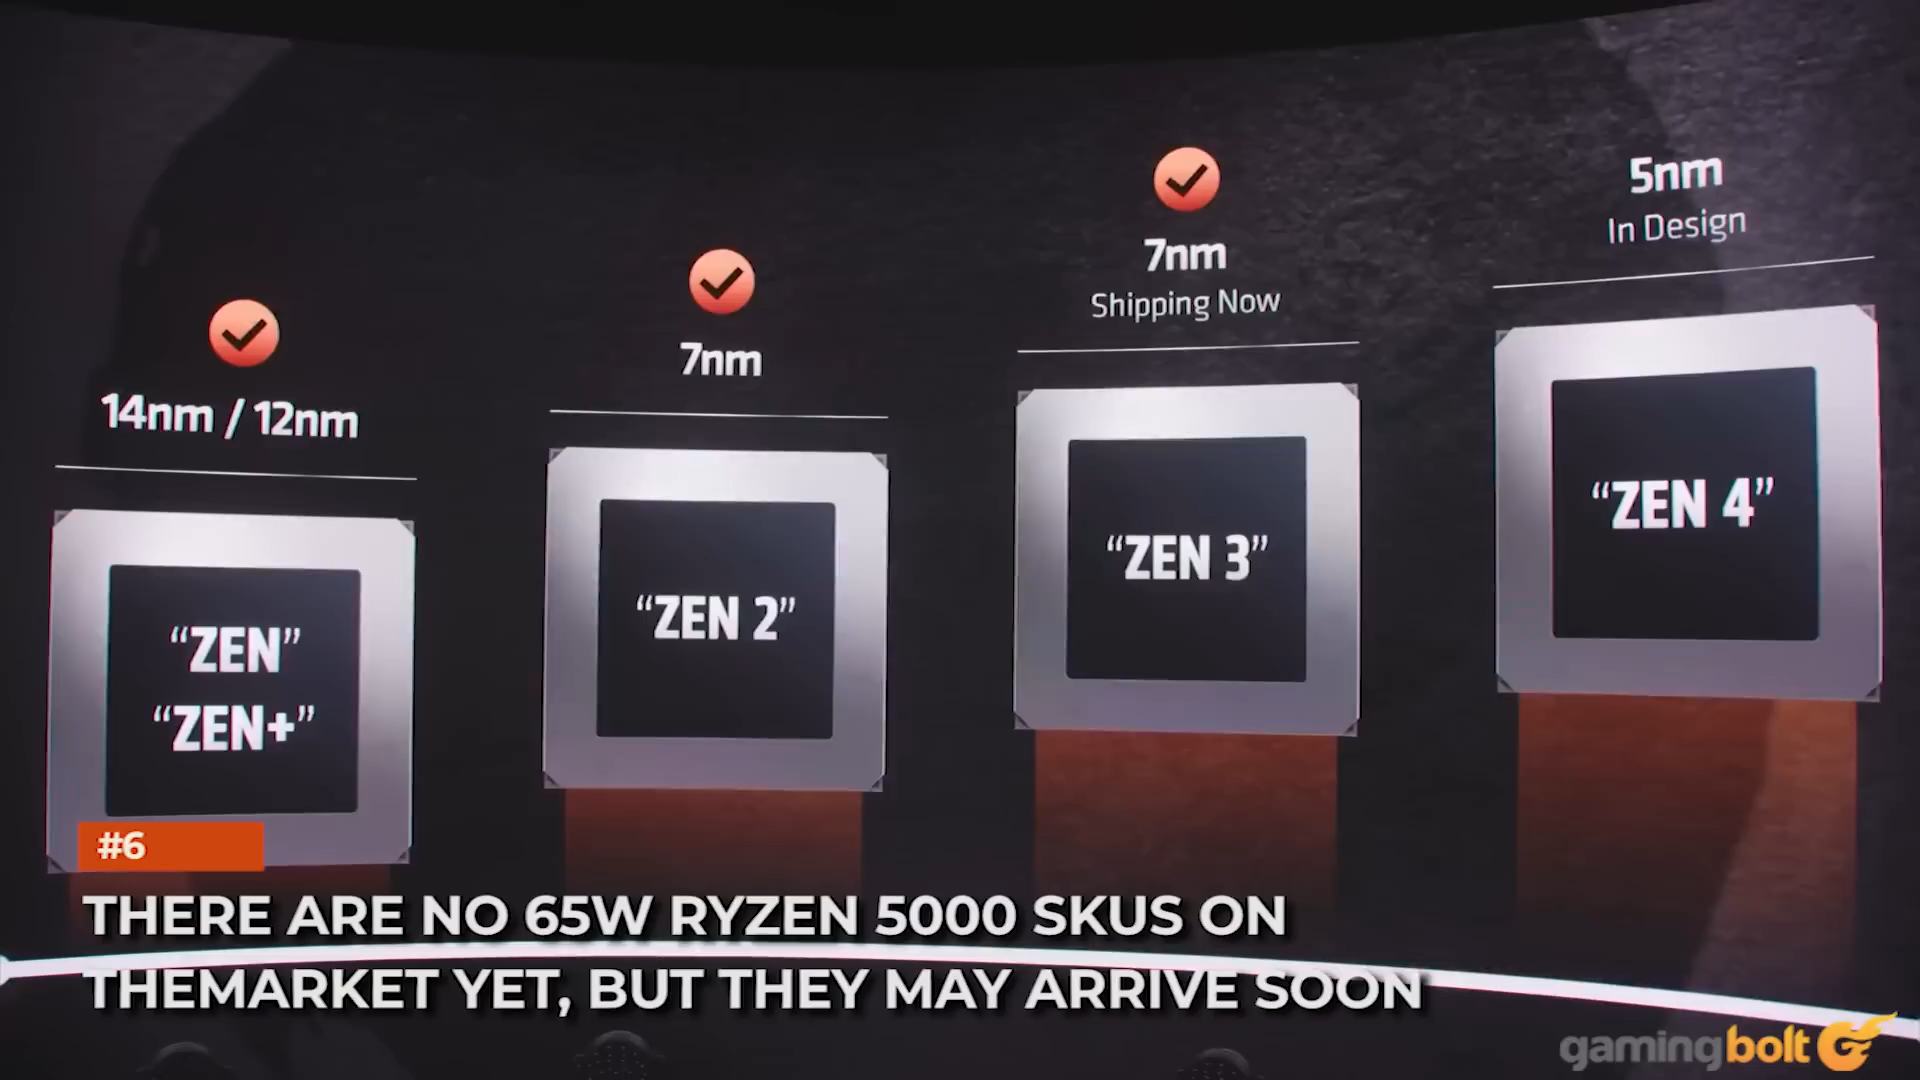 14nm / 12nm
"ZEN"
"ZEN+"
7nm
"ZEN 2"
7nm
Shipping Now
"ZEN 3"
5nm
In Design
"ZEN 4"
#6
THERE ARE NO 65W RYZEN 5000 SKUS ON
THEMARKET YET, BUT THEY MAY ARRIVE SOON
gamingbolt